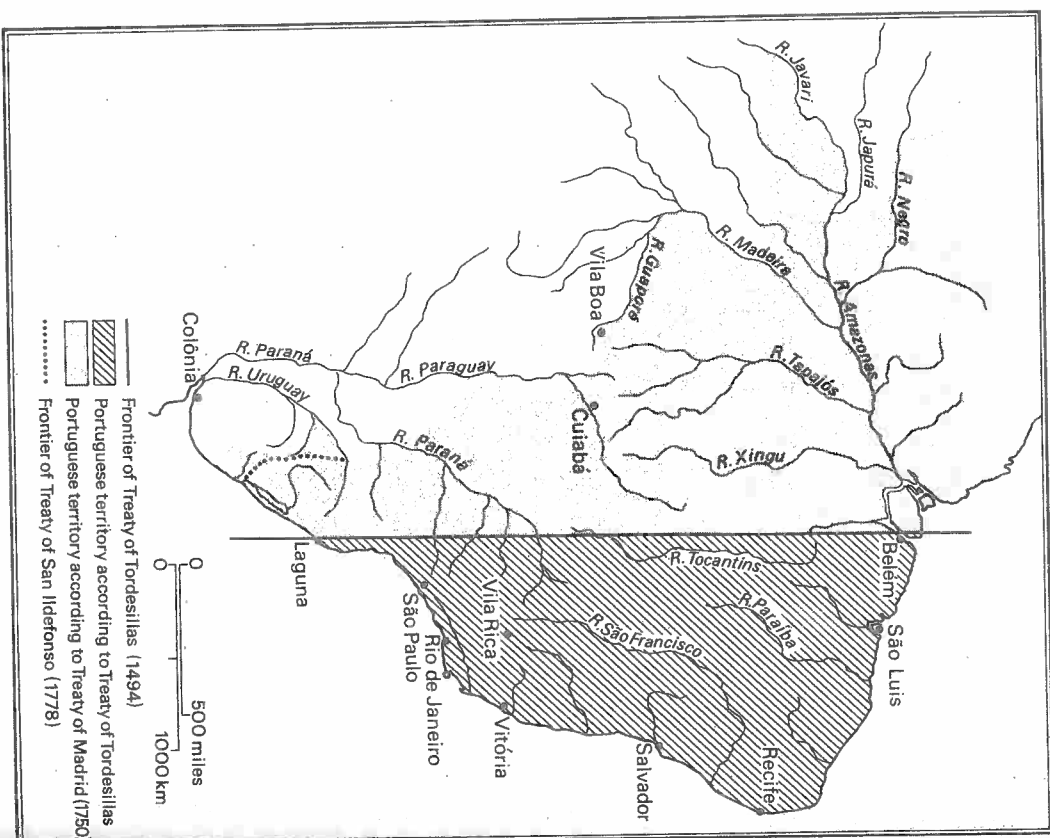 R. Javari
R. Japurá
R. Negro
R. Madeira
R. Guaporé
Vila Boa
R. Amazonas
R. Tapajós
R. Paraguay
Cuiabá
R. Xingu
R. Paraná
R. Uruguay
Colônia
R. Paraná
Laguna
Belém
R. Tocantins
São Luis
R. Paraíba
R. São Francisco
Vila Rica
São Paulo
Rio de Janeiro
Vitória
Salvador
Recife
Frontier of Treaty of Tordesillas (1494)
Portuguese territory according to Treaty of Tordesillas
Portuguese territory according to Treaty of Madrid (1750)
Frontier of Treaty of San Ildefonso (1778)
0 500 miles
0 1000 km